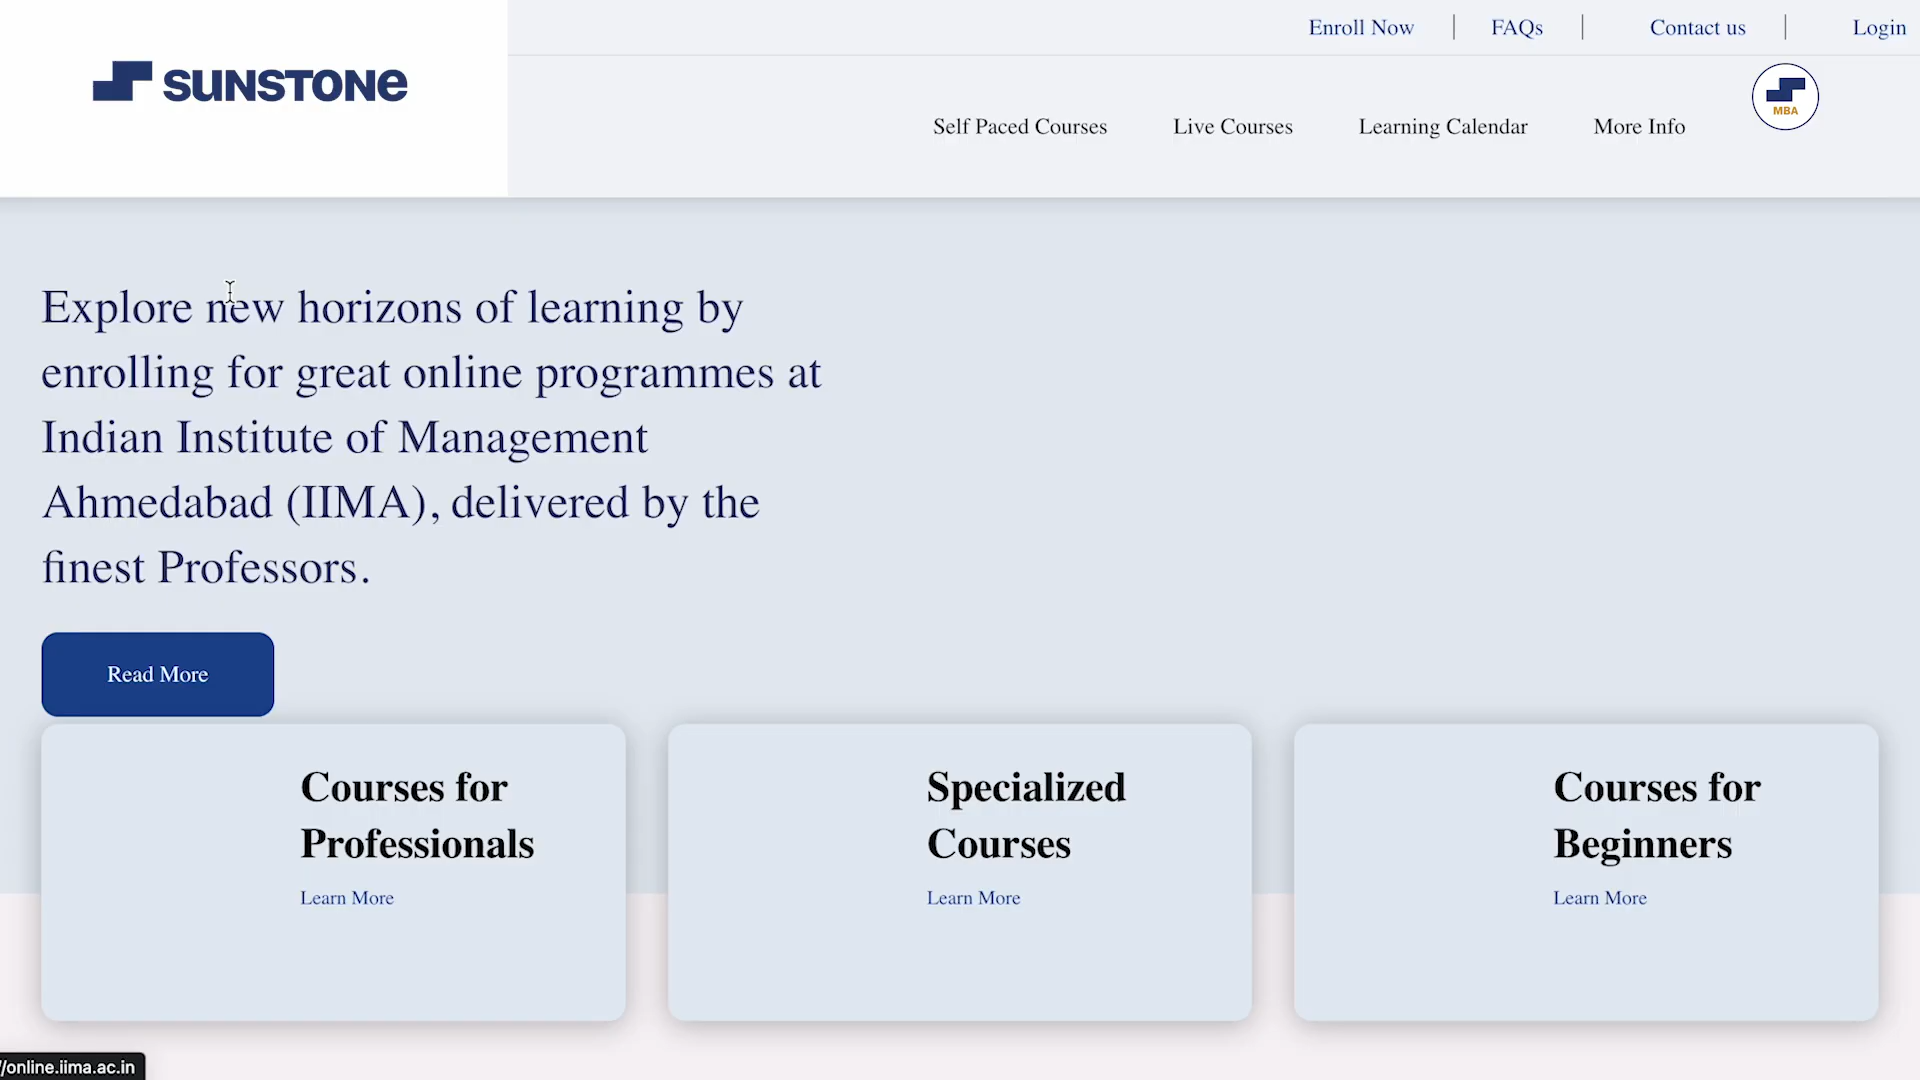 Enroll Now
FAQs
Contact us
Login
SUNSTONe
Self Paced Courses
Live Courses
Learning Calendar
More Info
MBA
Explore new horizons of learning by
enrolling for great online programmes at
Indian Institute of Management
Ahmedabad (IIMA), delivered by the
finest Professors.
Read More
Courses for
Professionals
Learn More
Specialized
Courses
Learn More
Courses for
Beginners
Learn More
/online.iima.ac.in